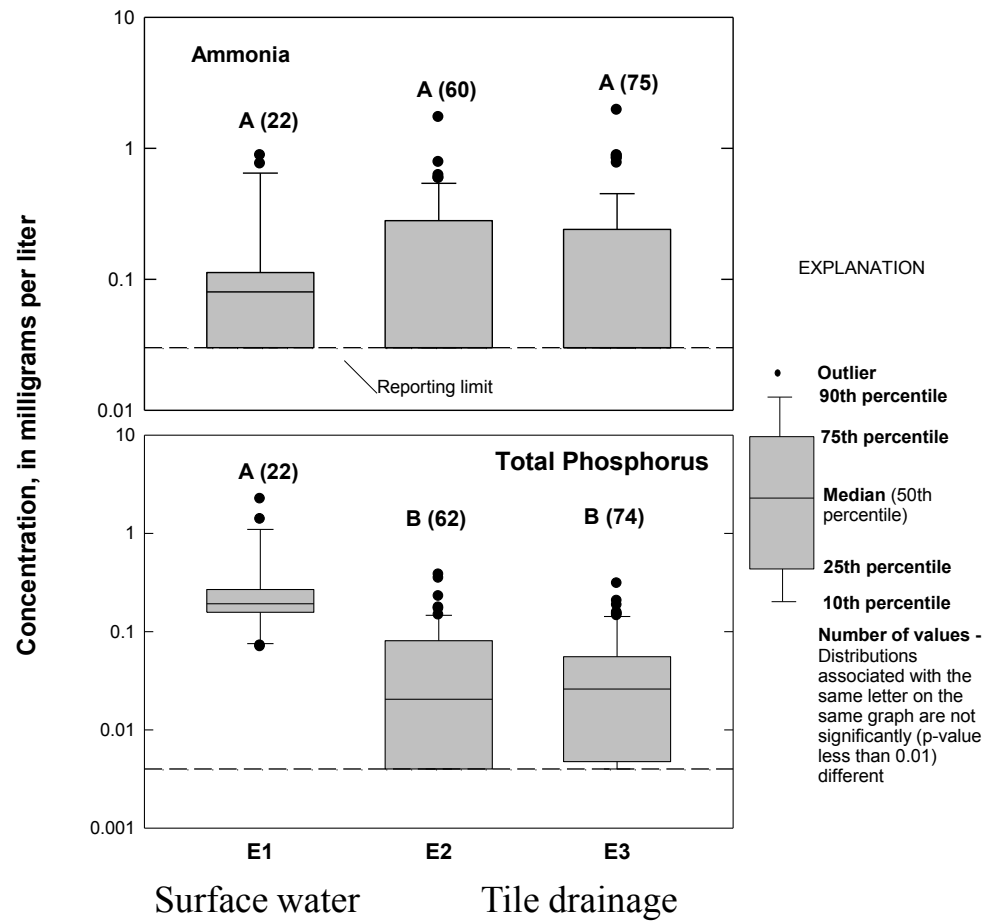 Concentration, in milligrams per liter
10
1
0.1
0.01
Ammonia
A (22)
A (60)
A (75)
Reporting limit
10
1
0.1
0.01
0.001
Total Phosphorus
A (22)
B (62)
B (74)
E1
E2
E3
Surface water
Tile drainage
EXPLANATION
Outlier
90th percentile
75th percentile
Median (50th
percentile)
25th percentile
10th percentile
Number of values -
Distributions
associated with the
same letter on the
same graph are not
significantly (p-value
less than 0.01)
different